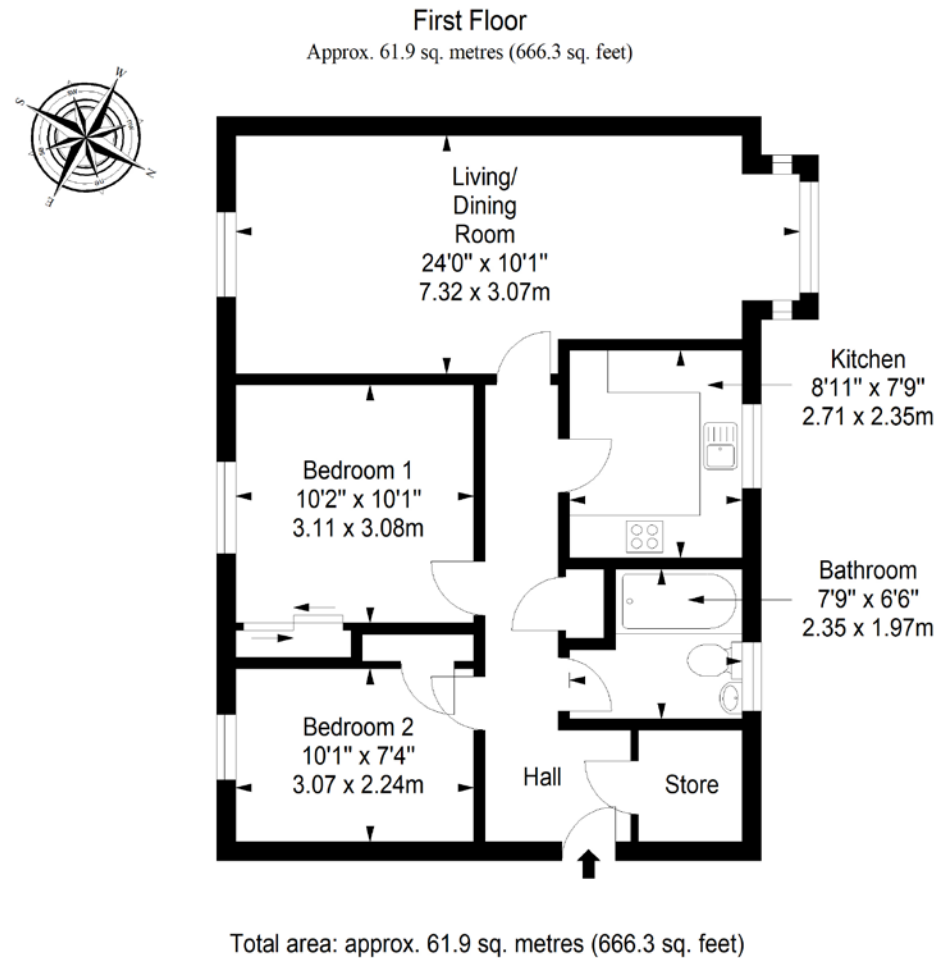 First Floor
Approx. 61.9 sq. metres (666.3 sq. feet)
W
S
N
E
Living/
Dining
Room
24'0" x 10'1"
7.32 x 3.07m
Kitchen
8'11" x 7'9"
2.71 x 2.35m
Bedroom 1
10'2" x 10'1"
3.11 x 3.08m
Bathroom
7'9" x 6'6"
2.35 x 1.97m
Bedroom 2
10'1" x 7'4"
3.07 x 2.24m
Hall
Store
Total area: approx. 61.9 sq. metres (666.3 sq. feet)